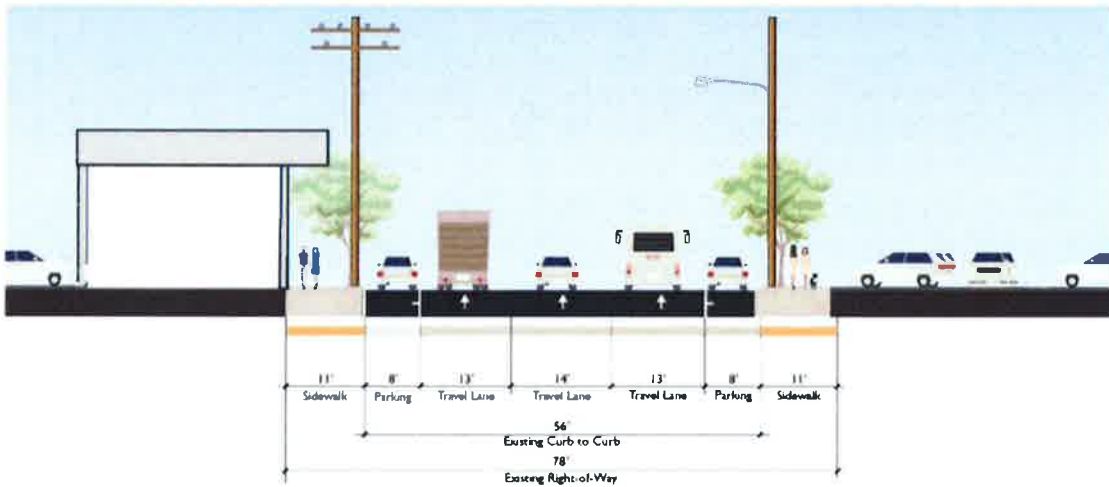 11' 8' 13' 14' 13' 8' 11'
Sidewalk Parking Travel Lane Travel Lane Travel Lane Parking Sidewalk
56'
Existing Curb to Curb
78'
Existing Right-of-Way